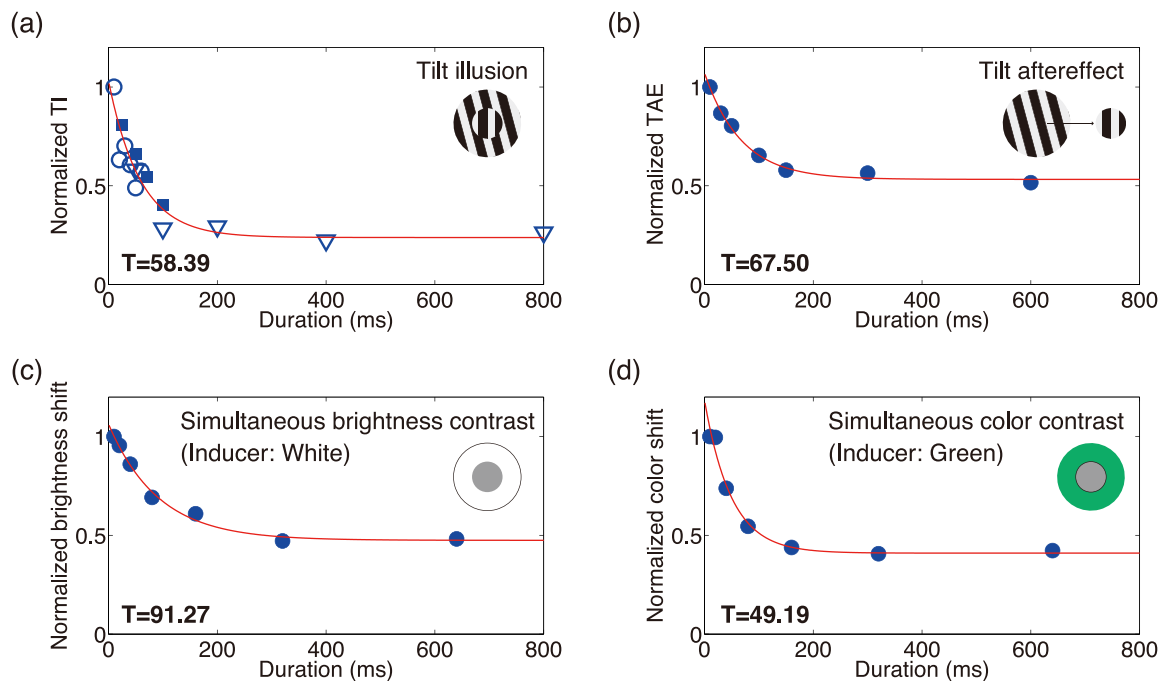 (a)
Normalized TI
1
0.5
0
Tilt illusion
T=58.39
0 200 400 600 800
Duration (ms)
(b)
Normalized TAE
1
0.5
0
Tilt aftereffect
T=67.50
0 200 400 600 800
Duration (ms)
(c)
Normalized brightness shift
1
0.5
0
Simultaneous brightness contrast
(Inducer: White)
T=91.27
0 200 400 600 800
Duration (ms)
(d)
Normalized color shift
1
0.5
0
Simultaneous color contrast
(Inducer: Green)
T=49.19
0 200 400 600 800
Duration (ms)